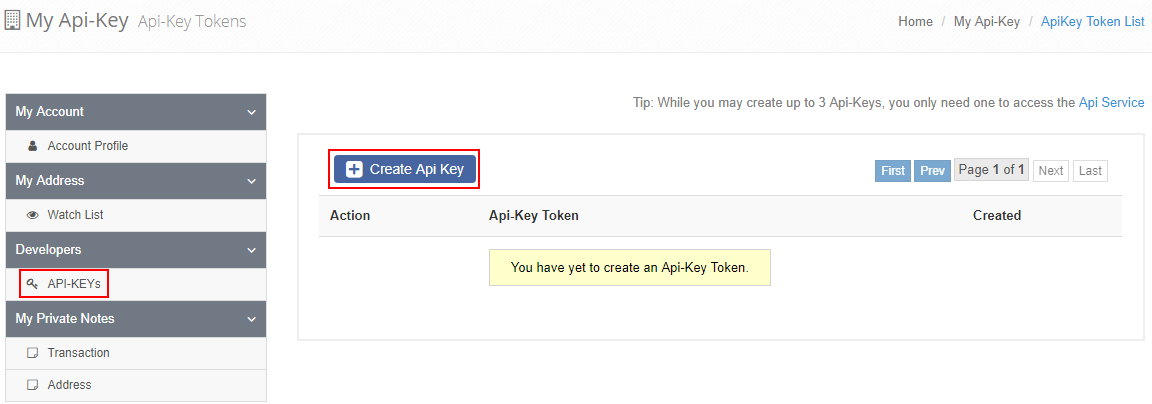 My Api-Key Api-Key Tokens
Home / My Api-Key / ApiKey Token List
Tip: While you may create up to 3 Api-Keys, you only need one to access the Api Service
My Account
Account Profile
My Address
Watch List
Developers
API-KEYs
My Private Notes
Transaction
Address
Create Api Key
First Prev Page 1 of 1 Next Last
Action Api-Key Token Created
You have yet to create an Api-Key Token.